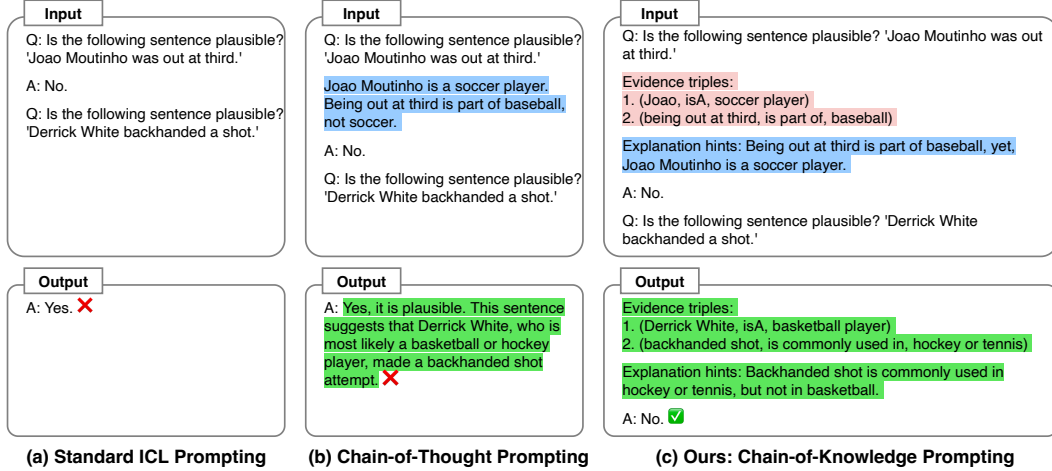 Input
Q: Is the following sentence plausible?
'Joao Moutinho was out at third.'
A: No.
Q: Is the following sentence plausible?
'Derrick White backhanded a shot.'
Output
A: Yes. ❌
(a) Standard ICL Prompting
Input
Q: Is the following sentence plausible?
'Joao Moutinho was out at third.'
Joao Moutinho is a soccer player.
Being out at third is part of baseball,
not soccer.
A: No.
Q: Is the following sentence plausible?
'Derrick White backhanded a shot.'
Output
A: Yes, it is plausible. This sentence
suggests that Derrick White, who is
most likely a basketball or hockey
player, made a backhanded shot
attempt. ❌
(b) Chain-of-Thought Prompting
Input
Q: Is the following sentence plausible? 'Joao Moutinho was out
at third.'
Evidence triples:
1. (Joao, isA, soccer player)
2. (being out at third, is part of, baseball)
Explanation hints: Being out at third is part of baseball, yet,
Joao Moutinho is a soccer player.
A: No.
Q: Is the following sentence plausible? 'Derrick White
backhanded a shot.'
Output
Evidence triples:
1. (Derrick White, isA, basketball player)
2. (backhanded shot, is commonly used in, hockey or tennis)
Explanation hints: Backhanded shot is commonly used in
hockey or tennis, but not in basketball.
A: No. ✅
(c) Ours: Chain-of-Knowledge Prompting